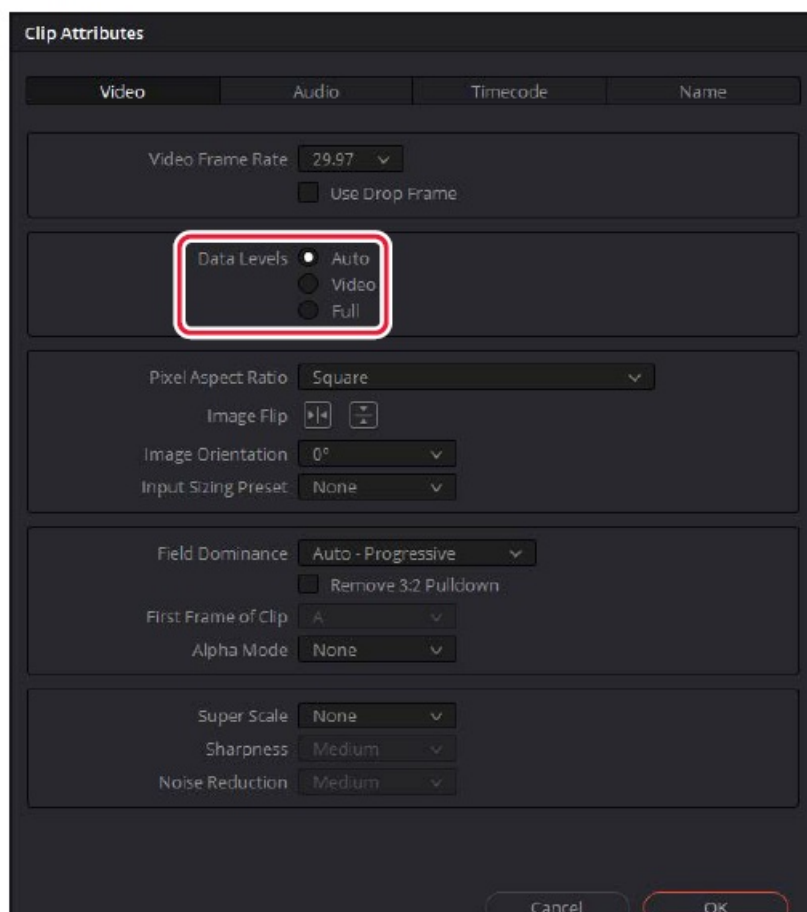 Clip Attributes
Video Audio Timecode Name
Video Frame Rate 29.97
Use Drop Frame
Data Levels Auto
Video
Full
Pixel Aspect Ratio Square
Image Flip
Image Orientation 0°
Input Sizing Preset None
Field Dominance Auto - Progressive
Remove 3:2 Pulldown
First Frame of Clip A
Alpha Mode None
Super Scale None
Sharpness Medium
Noise Reduction Medium
Cancel OK